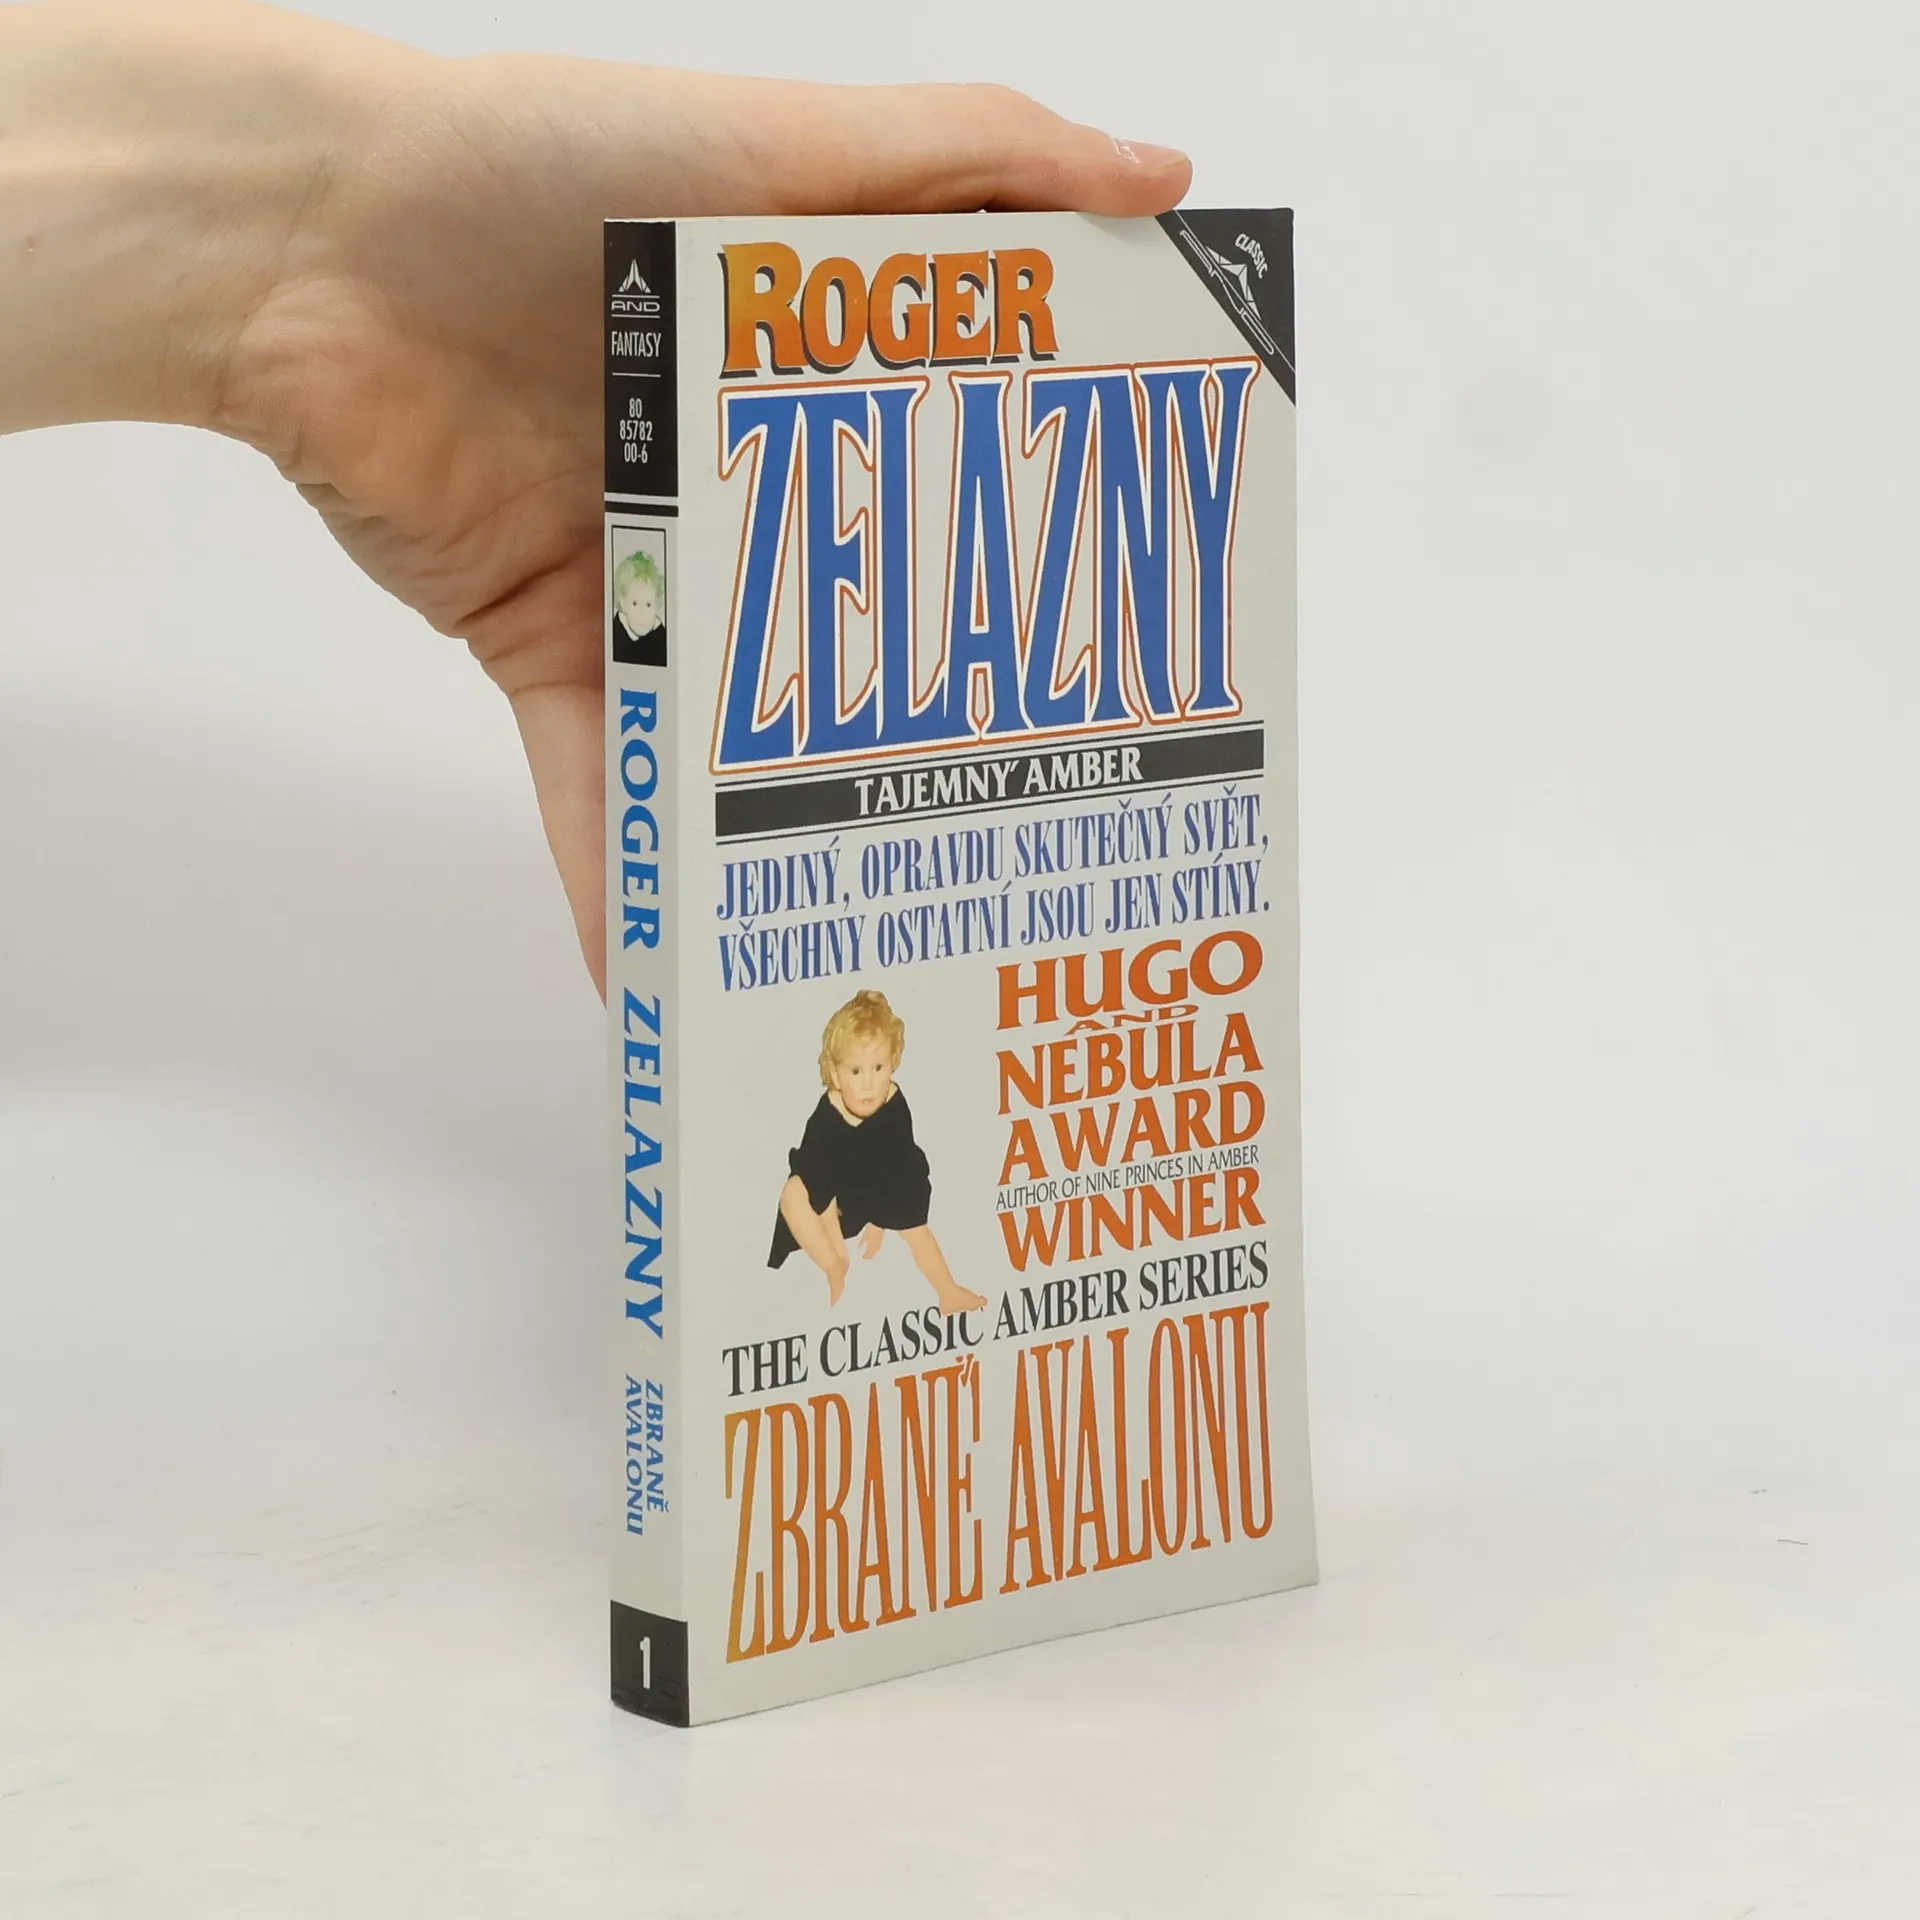 AND
FANTASY
80
85782
00-6
ROGER ZELAZNY
ZBRANĚ
AVALONU
1
CLASSIC
ROGER
ZELAZNY
TAJEMNÝ AMBER
JEDINÝ, OPRAVDU SKUTEČNÝ SVĚT,
VŠECHNY OSTATNÍ JSOU JEN STÍNY.
HUGO
AND
NEBULA
AWARD
AUTHOR OF NINE PRINCES IN AMBER
WINNER
THE CLASSIC AMBER SERIES
ZBRANĚ AVALONU